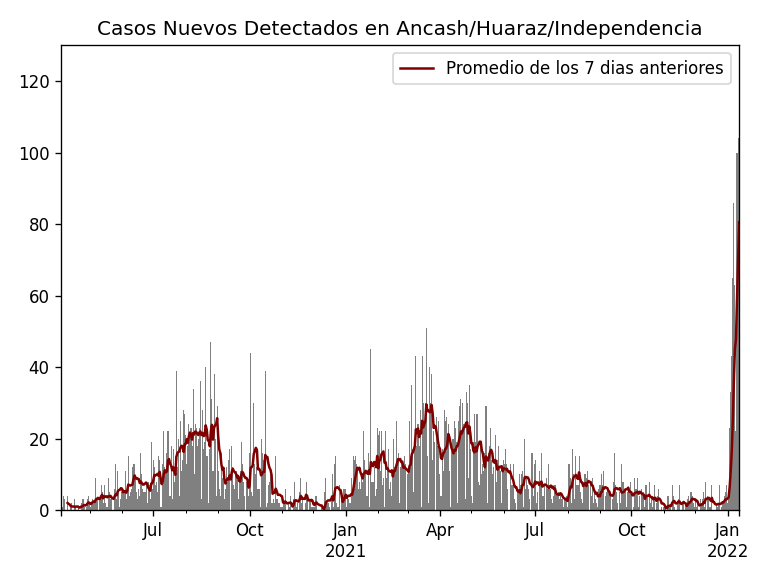 Casos Nuevos Detectados en Ancash/Huaraz/Independencia
Promedio de los 7 dias anteriores
120
100
80
60
40
20
0
Jul Oct Jan Apr Jul Oct Jan
2021 2022